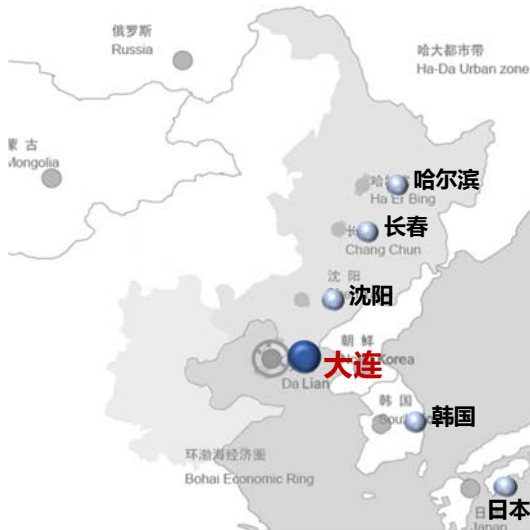 俄罗斯
Russia
哈大都市带
Ha-Da Urban zone
蒙古
Mongolia
哈尔滨
Ha Er Bing
长春
Chang Chun
沈阳
沈阳
朝鲜
Korea
大连
Da Lian
韩国
韩国
环渤海经济圈
Bohai Economic Ring
日本
Japan